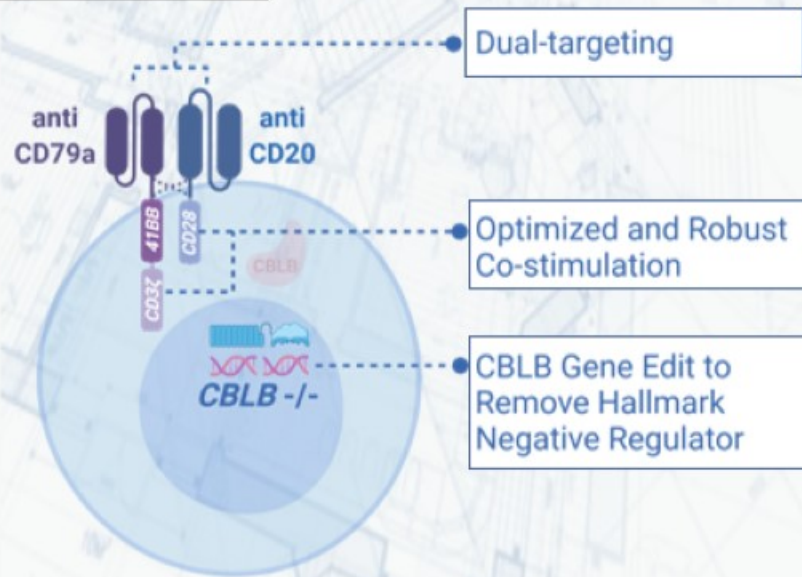 Dual-targeting
anti
CD79a
anti
CD20
41BB
CD28
CD3ζ
CBLB
Optimized and Robust
Co-stimulation
CBLB -/-
CBLB Gene Edit to
Remove Hallmark
Negative Regulator